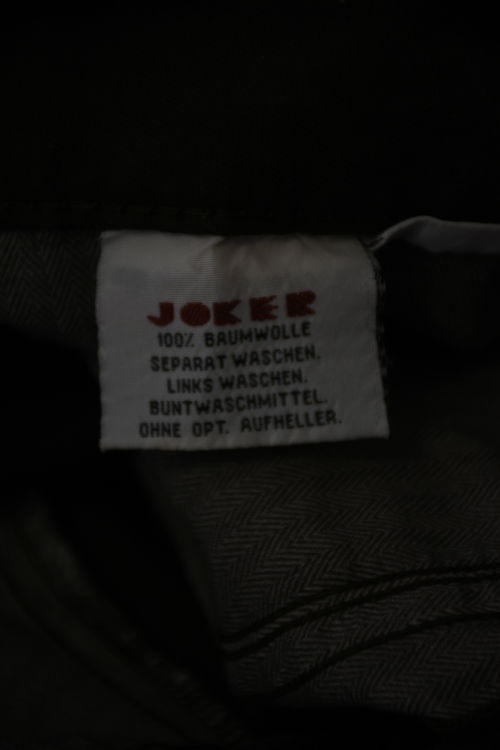 JOKER
100% BAUMWOLLE
SEPARAT WASCHEN.
LINKS WASCHEN.
BUNTWASCHMITTEL.
OHNE OPT. AUFHELLER.